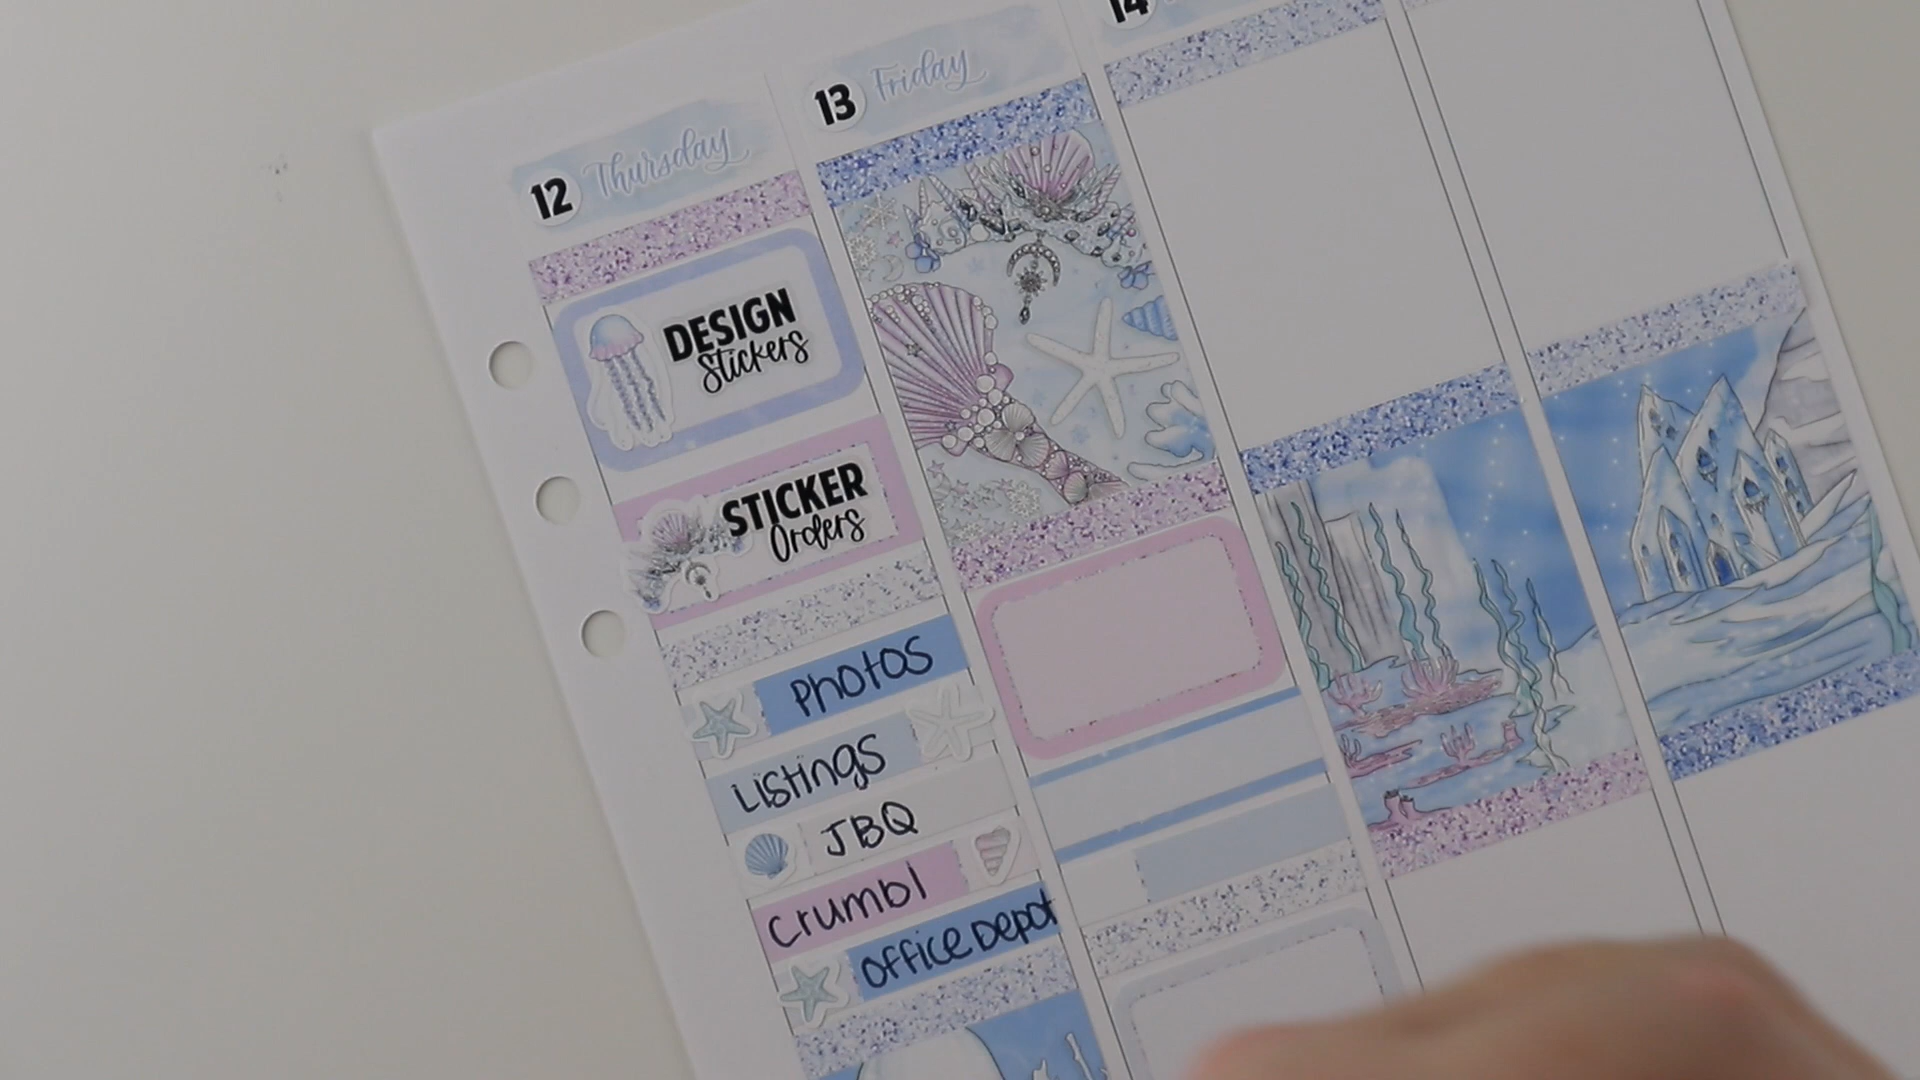 12 Thursday
DESIGN
Stickers
STICKER
Orders
Photos
Listings
JBQ
Crumbl
Office Depot
13 Friday
14